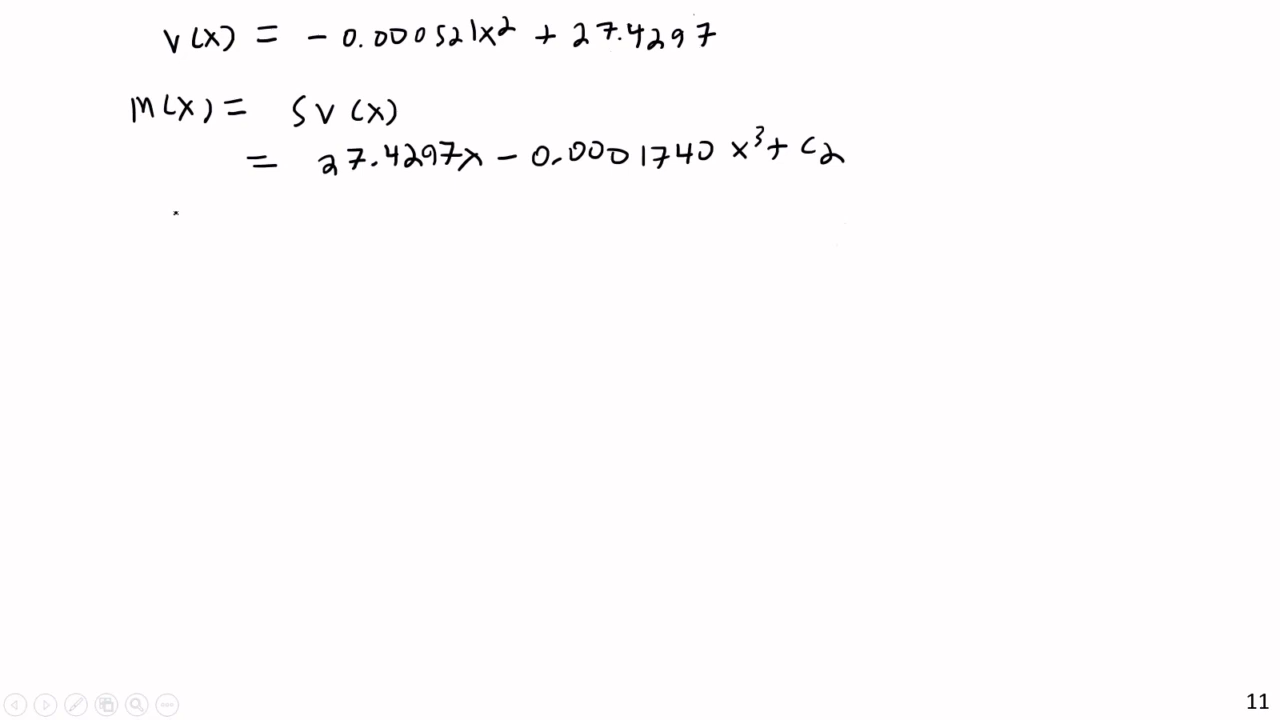 V(x) = - 0.000521x² + 27.4297
M(x) = ∫ V(x)
= 27.4297x - 0.0001740 x³ + C₂
11